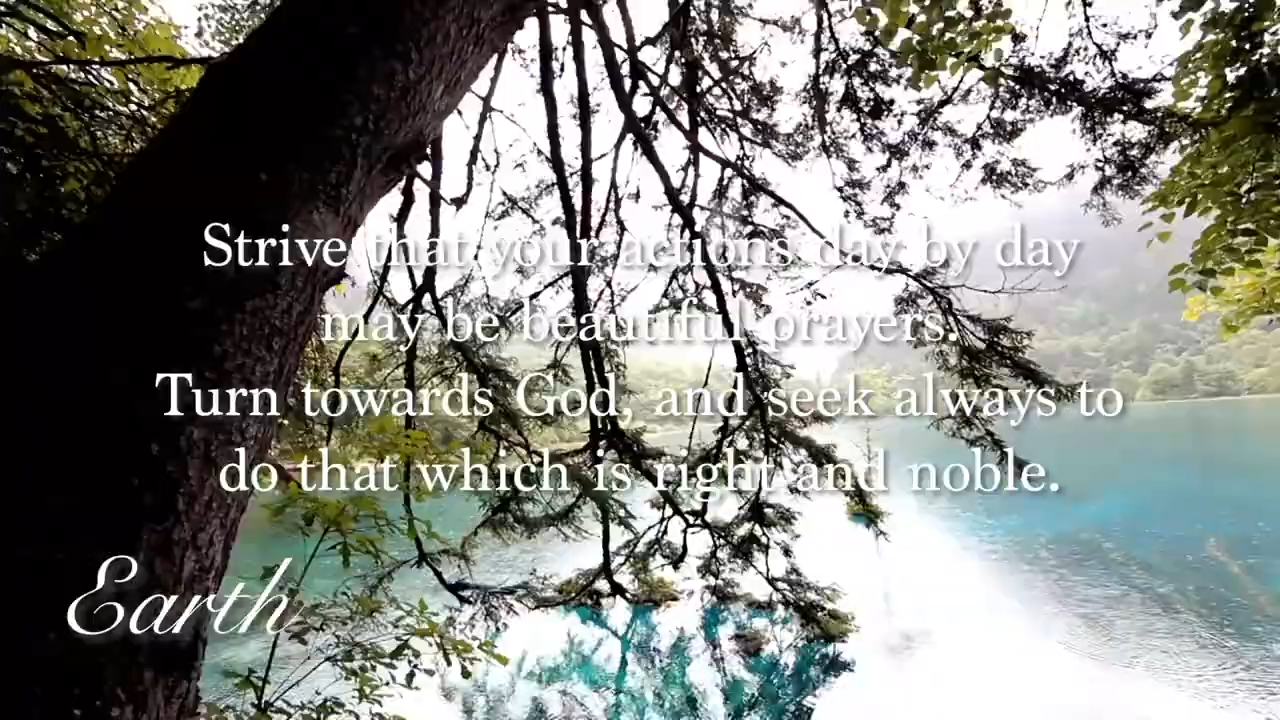 Strive that your actions day by day
may be beautiful prayers.
Turn towards God, and seek always to
do that which is right and noble.
Earth